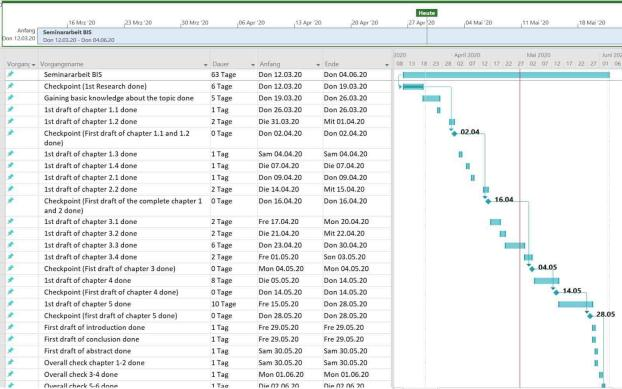 Heute
16 Mrz '20 23 Mrz '20 30 Mrz '20 06 Apr '20 13 Apr '20 20 Apr '20 27 Apr '20 04 Mai '20 11 Mai '20 18 Mai '20
Anfang Seminararbeit BIS
Don 12.03.20 Don 12.03.20 - Don 04.06.20
2020 April 2020 Mai 2020 Juni 202
Vorgang Vorgangsname Dauer Anfang Ende 08 13 18 23 28 02 07 12 17 22 27 02 07 12 17 22 27 01 06
Seminararbeit BIS 63 Tage Don 12.03.20 Don 04.06.20
Checkpoint (1st Research done) 6 Tage Don 12.03.20 Don 19.03.20
Gaining basic knowledge about the topic done 5 Tage Don 19.03.20 Don 26.03.20
1st draft of chapter 1.1 done 1 Tag Don 26.03.20 Don 26.03.20
1st draft of chapter 1.2 done 2 Tage Die 31.03.20 Mit 01.04.20
Checkpoint (First draft of chapter 1.1 and 1.2 0 Tage Don 02.04.20 Don 02.04.20 02.04
done)
1st draft of chapter 1.3 done 1 Tag Sam 04.04.20 Sam 04.04.20
1st draft of chapter 1.4 done 1 Tag Die 07.04.20 Die 07.04.20
1st draft of chapter 2.1 done 1 Tag Don 09.04.20 Don 09.04.20
1st draft of chapter 2.2 done 2 Tage Die 14.04.20 Mit 15.04.20
Checkpoint (First draft of the complete chapter 1 0 Tage Don 16.04.20 Don 16.04.20 16.04
and 2 done)
1st draft of chapter 3.1 done 2 Tage Fre 17.04.20 Mon 20.04.20
1st draft of chapter 3.2 done 2 Tage Die 21.04.20 Mit 22.04.20
1st draft of chapter 3.3 done 6 Tage Don 23.04.20 Don 30.04.20
1st draft of chapter 3.4 done 2 Tage Fre 01.05.20 Son 03.05.20
Checkpoint (Fist draft of chapter 3 done) 0 Tage Mon 04.05.20 Mon 04.05.20 04.05
1st draft of chapter 4 done 8 Tage Die 05.05.20 Don 14.05.20
Checkpoint (First draft of chapter 4 done) 0 Tage Don 14.05.20 Don 14.05.20 14.05
1st draft of chapter 5 done 10 Tage Fre 15.05.20 Don 28.05.20
Checkpoint (first draft of chapter 5 done) 0 Tage Don 28.05.20 Don 28.05.20 28.05
First draft of introduction done 1 Tag Fre 29.05.20 Fre 29.05.20
First draft of conclusion done 1 Tag Fre 29.05.20 Fre 29.05.20
First draft of abstract done 1 Tag Sam 30.05.20 Sam 30.05.20
Overall check chapter 1-2 done 1 Tag Sam 30.05.20 Sam 30.05.20
Overall check 3-4 done 1 Tag Mon 01.06.20 Mon 01.06.20
Overall check 5-6 done 1 Tag Die 02.06.20 Die 02.06.20